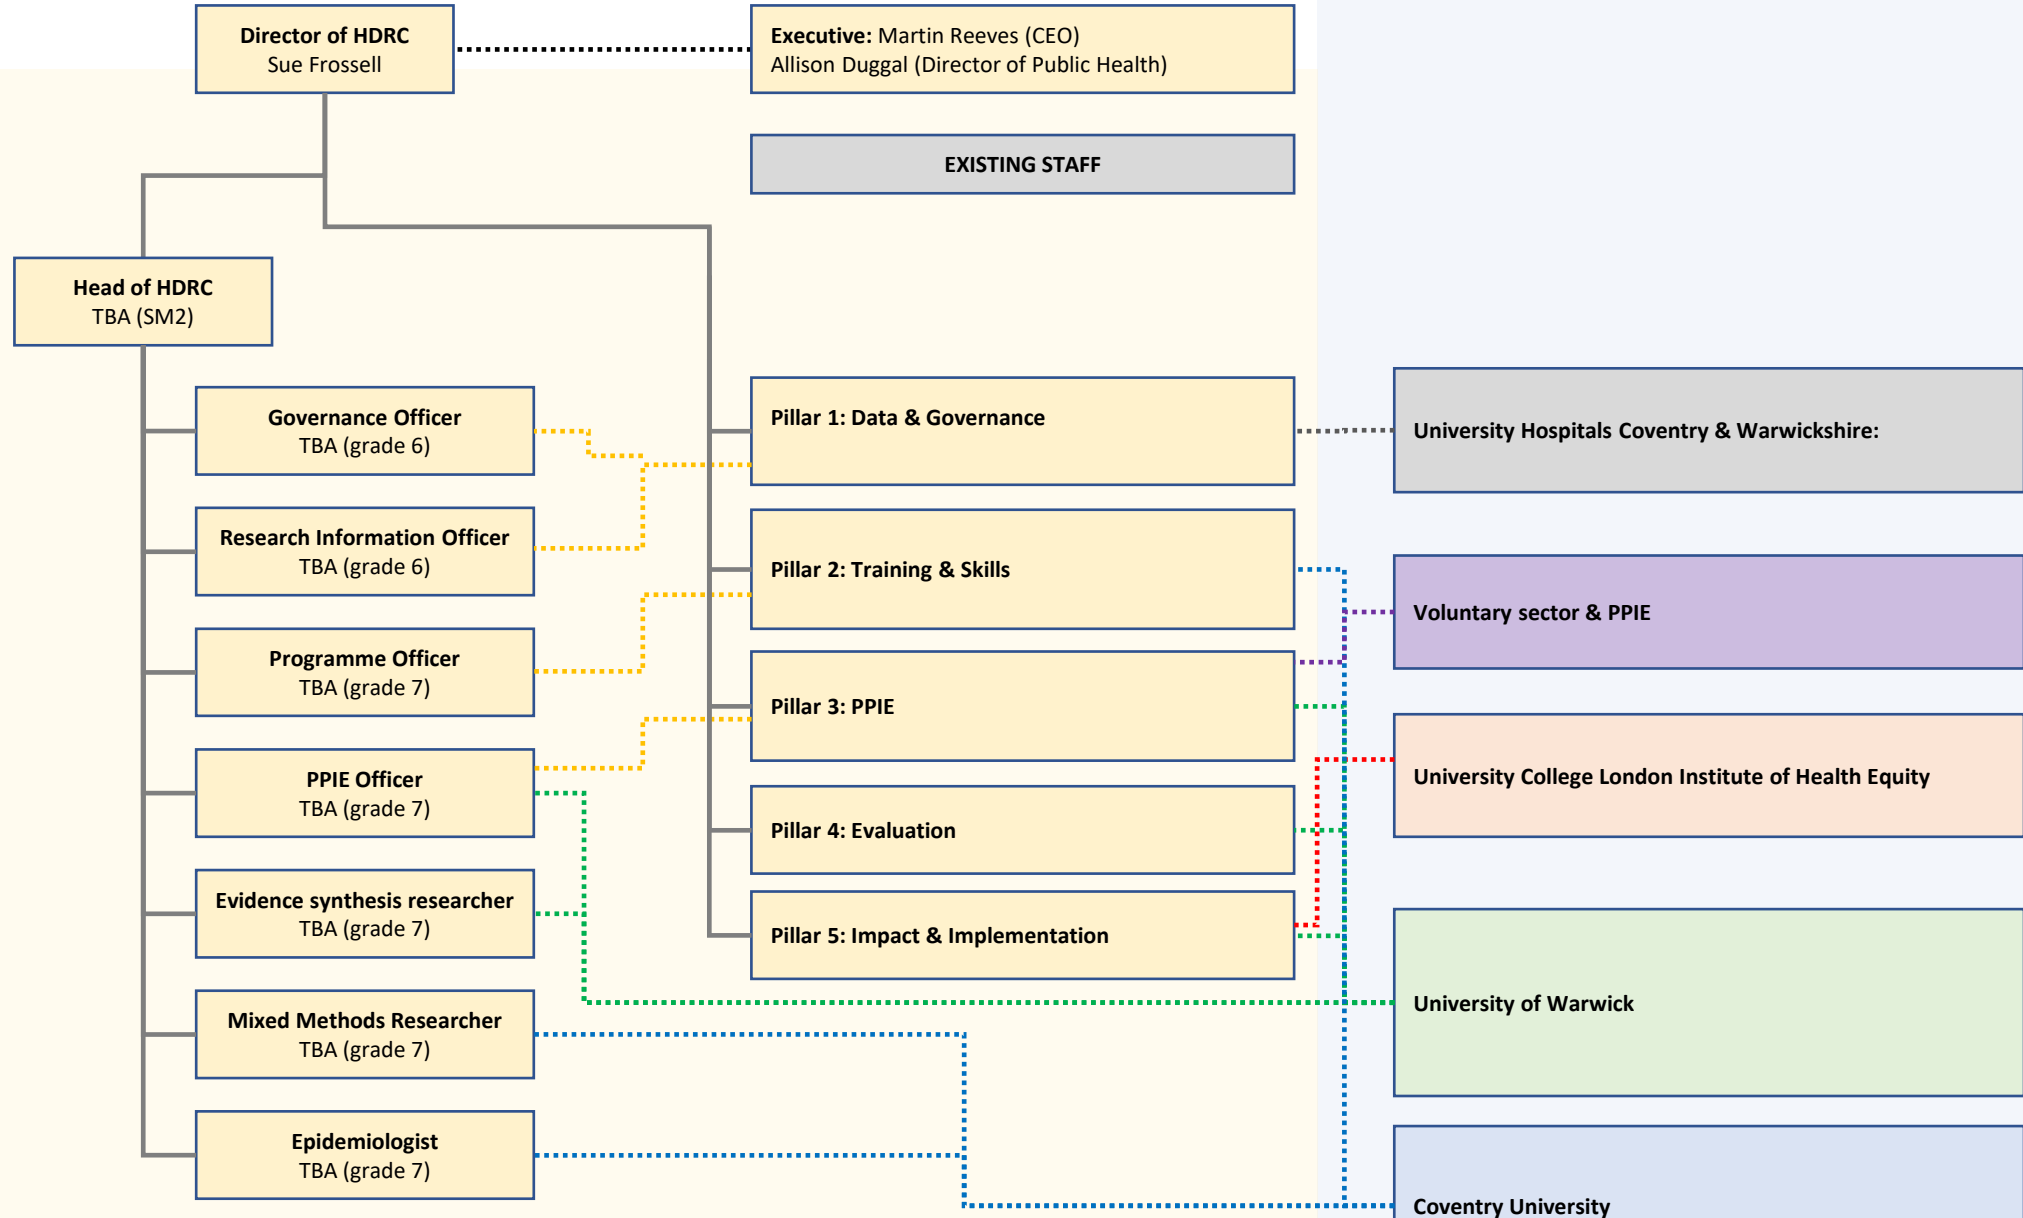 Director of HDRC
Sue Frossell
Executive: Martin Reeves (CEO)
Allison Duggal (Director of Public Health)
EXISTING STAFF
Head of HDRC
TBA (SM2)
Governance Officer
TBA (grade 6)
Research Information Officer
TBA (grade 6)
Programme Officer
TBA (grade 7)
PPIE Officer
TBA (grade 7)
Evidence synthesis researcher
TBA (grade 7)
Mixed Methods Researcher
TBA (grade 7)
Epidemiologist
TBA (grade 7)
Pillar 1: Data & Governance
Pillar 2: Training & Skills
Pillar 3: PPIE
Pillar 4: Evaluation
Pillar 5: Impact & Implementation
University Hospitals Coventry & Warwickshire:
Voluntary sector & PPIE
University College London Institute of Health Equity
University of Warwick
Coventry University